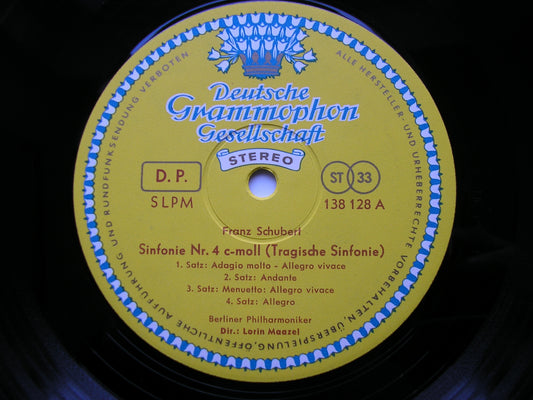 Deutsche
Grammophon
Gesellschaft
STEREO
D. P.
SLPM
ST 33
138 128 A
Franz Schubert
Sinfonie Nr. 4 c-moll (Tragische Sinfonie)
1. Satz: Adagio molto - Allegro vivace
2. Satz: Andante
3. Satz: Menuetto: Allegro vivace
4. Satz: Allegro
Berliner Philharmoniker
Dir.: Lorin Maazel
ALLE HERSTELLER- UND URHEBERRECHTE VORBEHALTEN, ÜBERSPIELUNG, ÖFFENTLICHE AUFFÜHRUNG UND RUNDFUNKSENDUNG VERBOTEN